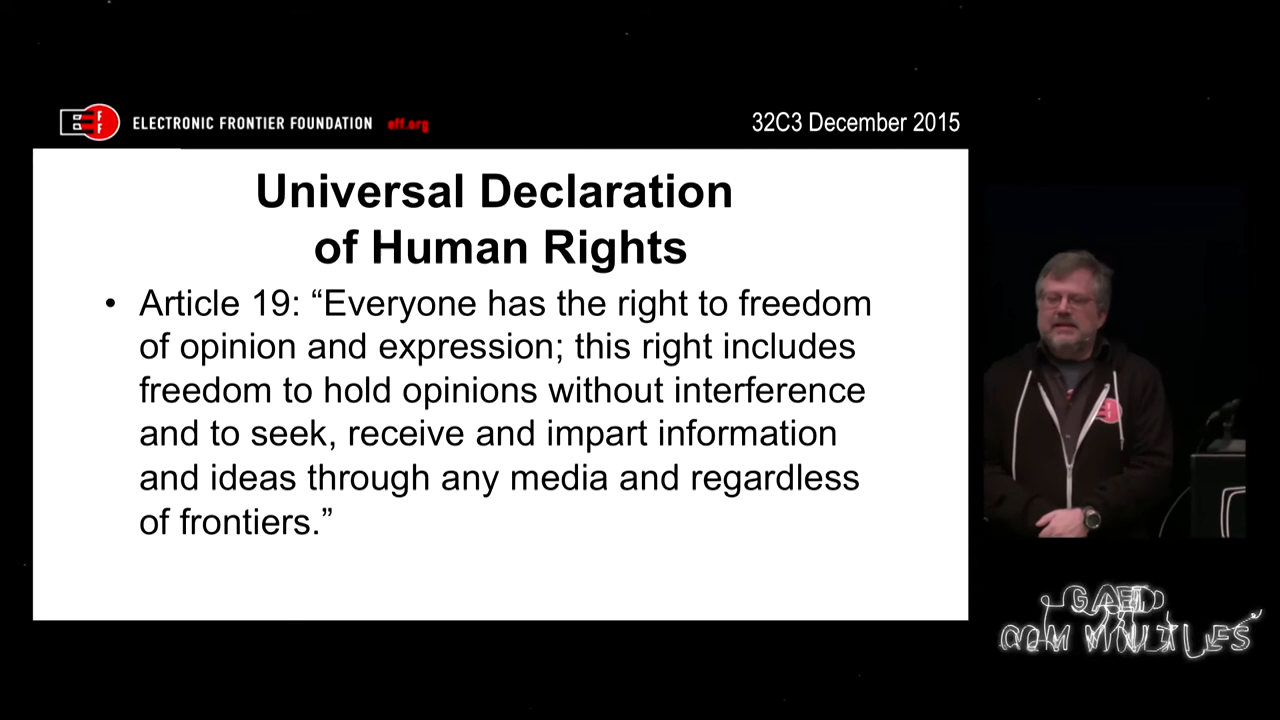 E F F
ELECTRONIC FRONTIER FOUNDATION eff.org
32C3 December 2015
Universal Declaration
of Human Rights
• Article 19: “Everyone has the right to freedom
of opinion and expression; this right includes
freedom to hold opinions without interference
and to seek, receive and impart information
and ideas through any media and regardless
of frontiers.”
GATED
COMMUNITIES